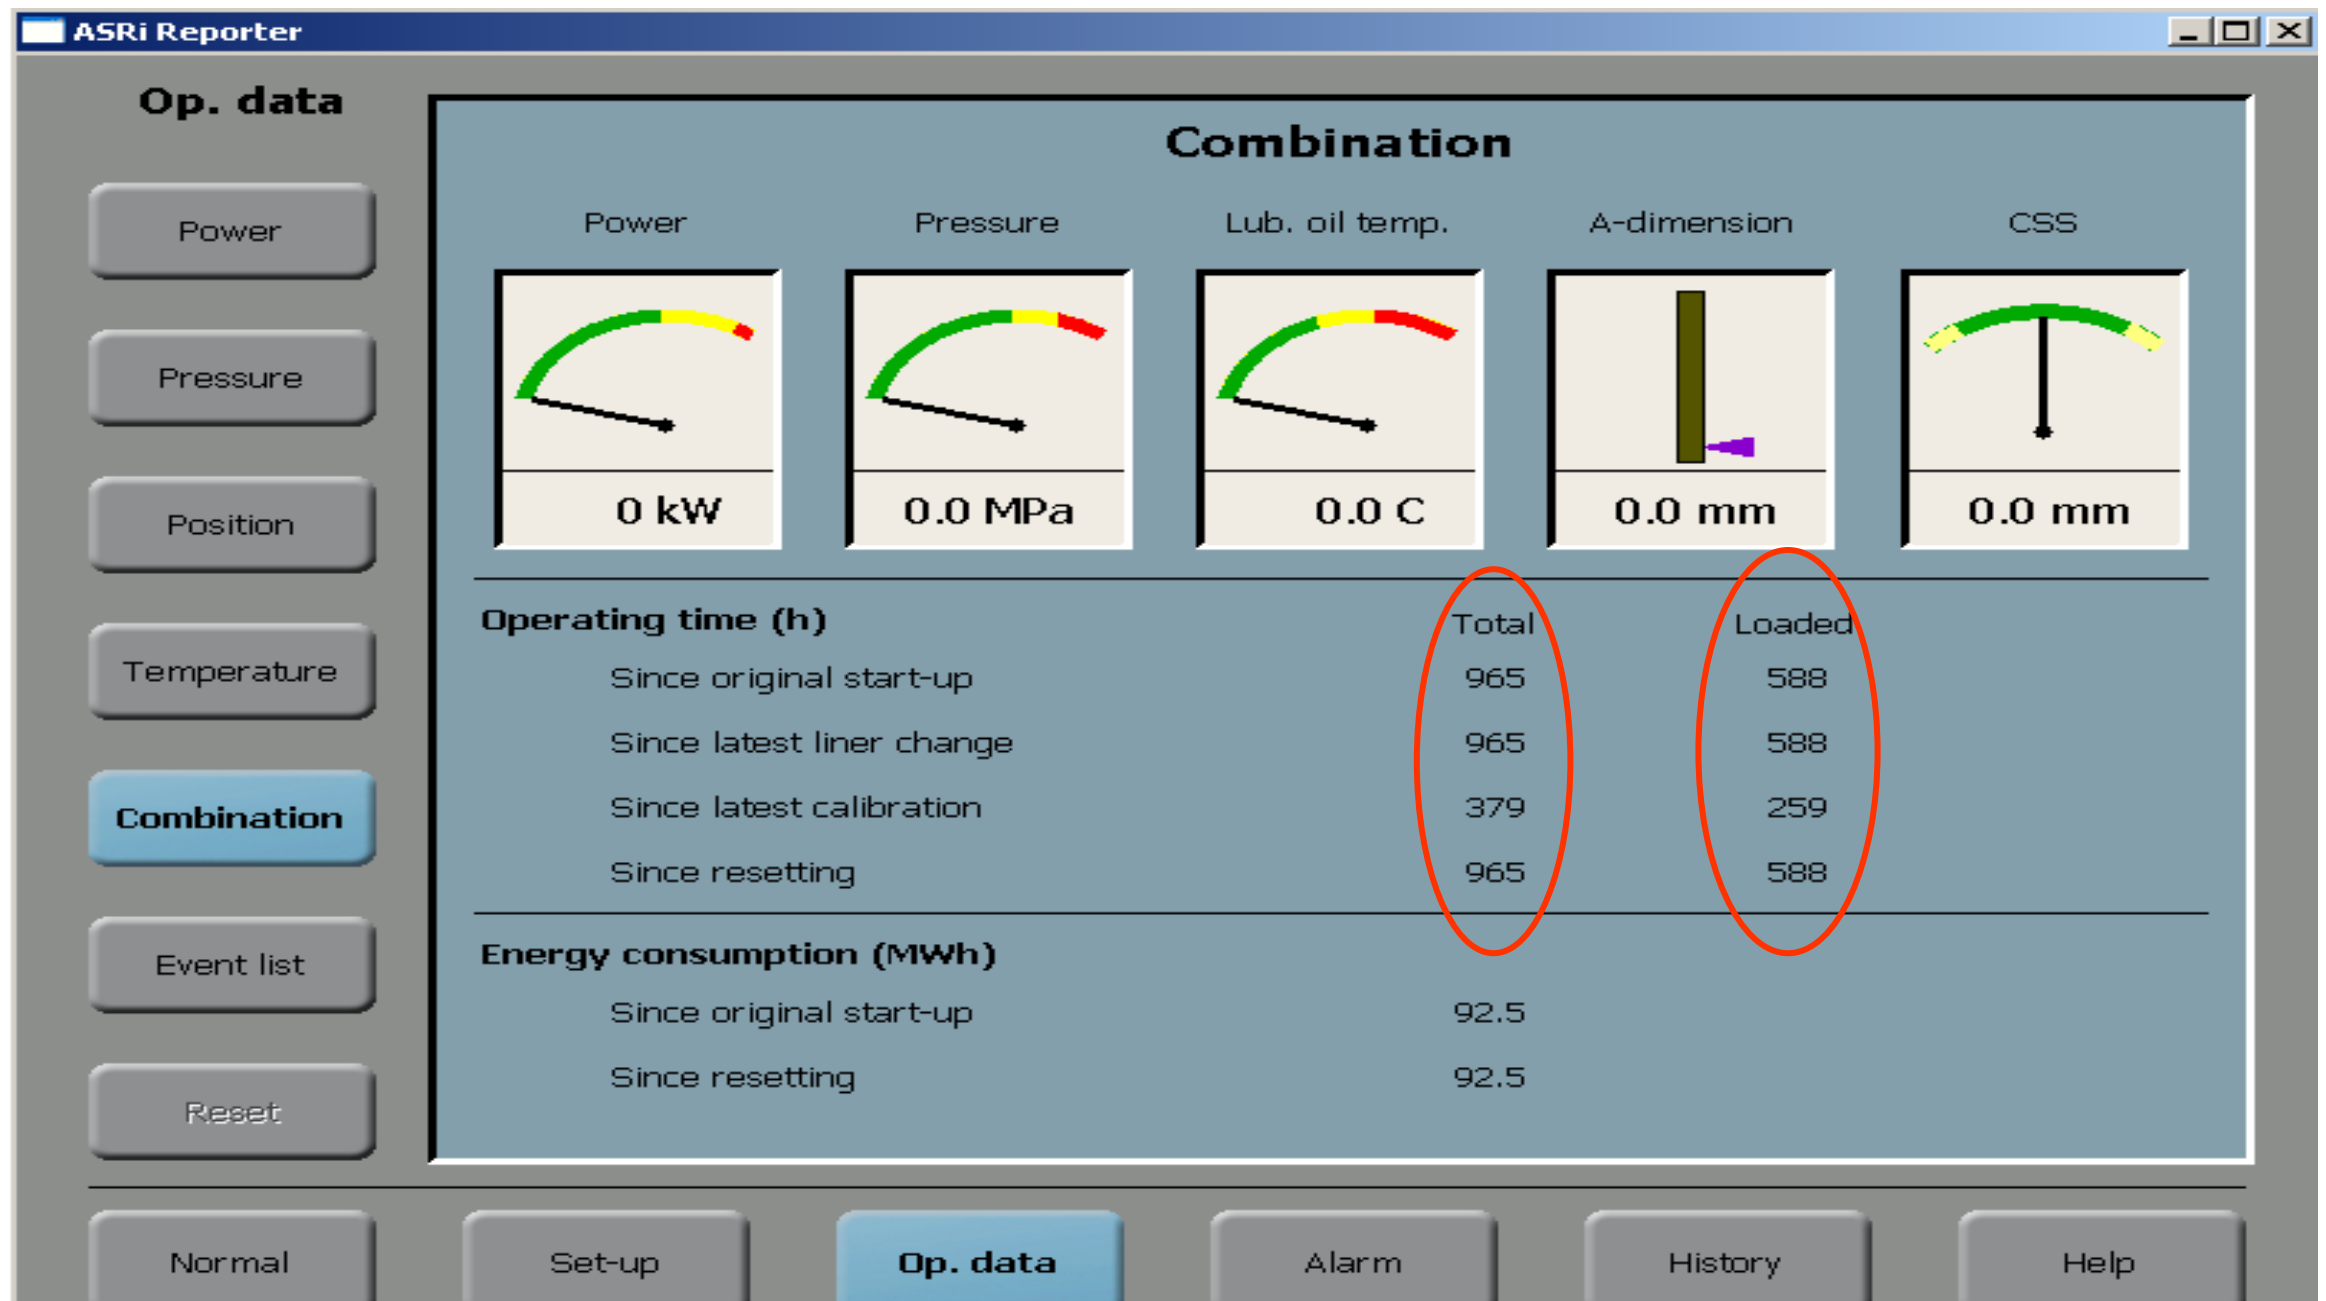 ASRi Reporter
Op. data
Combination
Power
Pressure
Position
Temperature
Combination
Event list
Reset
Power Pressure Lub. oil temp. A-dimension CSS
0 kW 0.0 MPa 0.0 C 0.0 mm 0.0 mm
Operating time (h) Total Loaded
Since original start-up 965 588
Since latest liner change 965 588
Since latest calibration 379 259
Since resetting 965 588
Energy consumption (MWh)
Since original start-up 92.5
Since resetting 92.5
Normal Set-up Op. data Alarm History Help